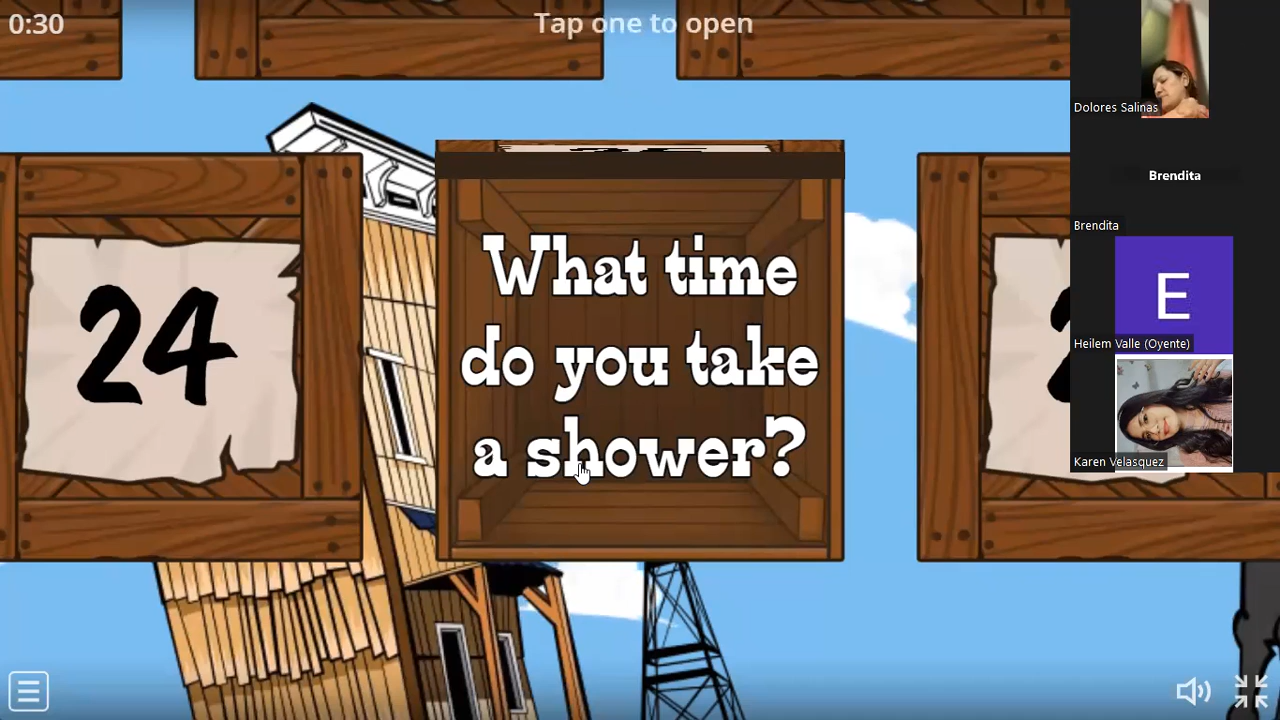 0:30
Tap one to open
Dolores Salinas
Brendita
Brendita
24
What time
do you take
a shower?
E
Heilem Valle (Oyente)
Karen Velasquez